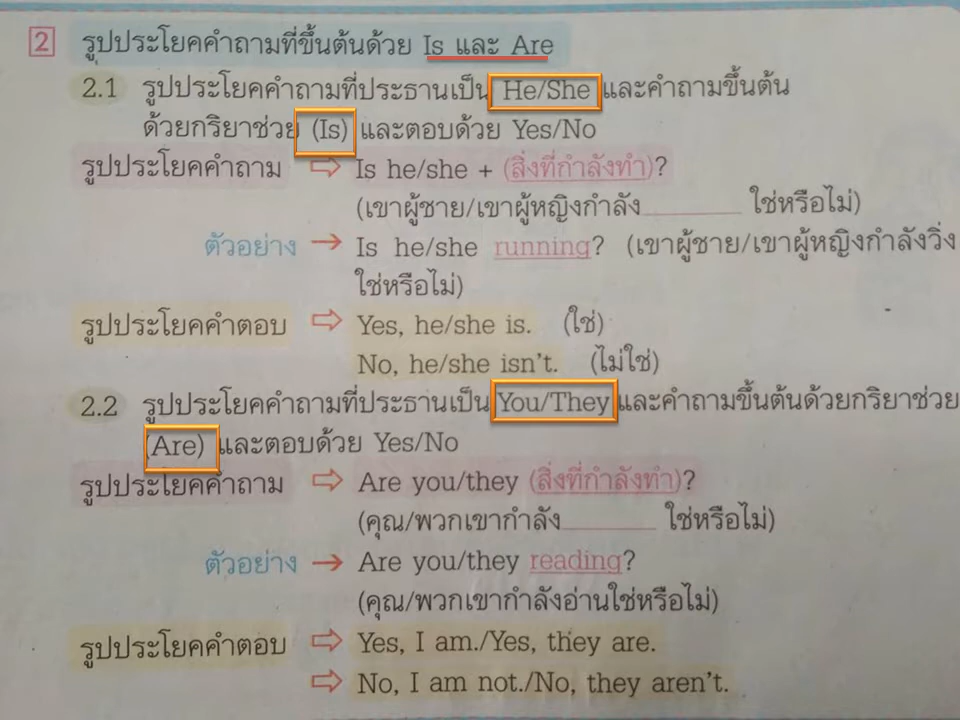 2 รูปประโยคคำถามที่ขึ้นต้นด้วย Is และ Are
2.1 รูปประโยคคำถามที่ประธานเป็น He/She และคำถามขึ้นต้น
ด้วยกริยาช่วย (Is) และตอบด้วย Yes/No
รูปประโยคคำถาม ⇨ Is he/she + (สิ่งที่กำลังทำ)?
(เขาผู้ชาย/เขาผู้หญิงกำลัง________ ใช่หรือไม่)
ตัวอย่าง → Is he/she running? (เขาผู้ชาย/เขาผู้หญิงกำลังวิ่ง
ใช่หรือไม่)
รูปประโยคคำตอบ ⇨ Yes, he/she is. (ใช่)
No, he/she isn't. (ไม่ใช่)
2.2 รูปประโยคคำถามที่ประธานเป็น You/They และคำถามขึ้นต้นด้วยกริยาช่วย
(Are) และตอบด้วย Yes/No
รูปประโยคคำถาม ⇨ Are you/they (สิ่งที่กำลังทำ)?
(คุณ/พวกเขากำลัง________ ใช่หรือไม่)
ตัวอย่าง → Are you/they reading?
(คุณ/พวกเขากำลังอ่านใช่หรือไม่)
รูปประโยคคำตอบ ⇨ Yes, I am./Yes, they are.
⇨ No, I am not./No, they aren't.